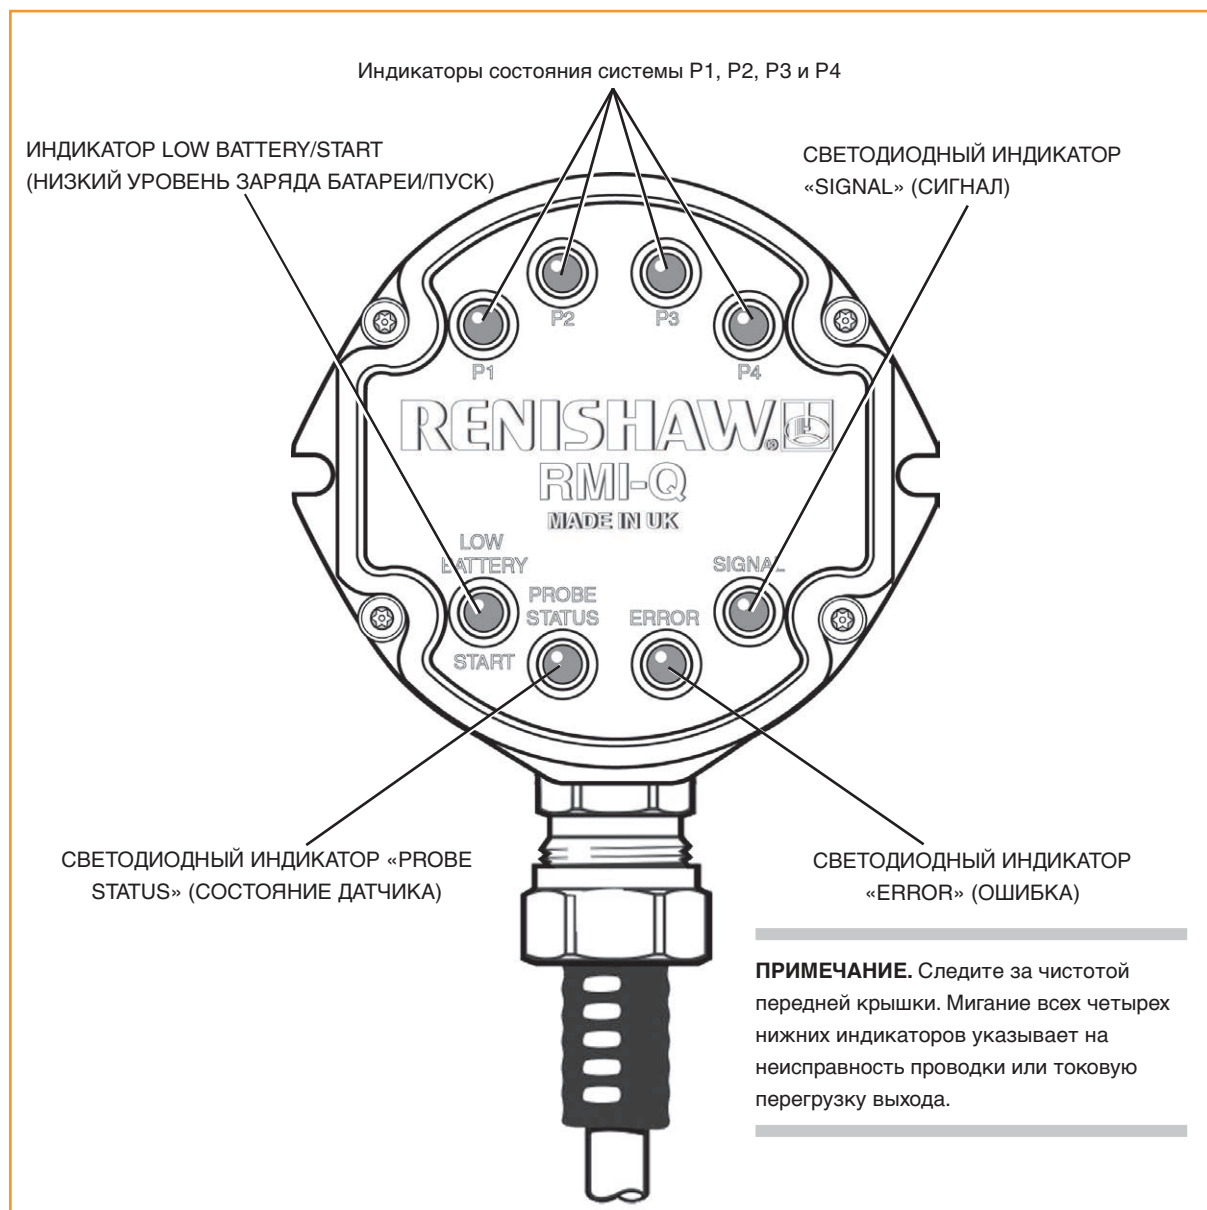 Индикаторы состояния системы P1, P2, P3 и P4
ИНДИКАТОР LOW BATTERY/START
(НИЗКИЙ УРОВЕНЬ ЗАРЯДА БАТАРЕИ/ПУСК)
СВЕТОДИОДНЫЙ ИНДИКАТОР
«SIGNAL» (СИГНАЛ)
P1
P2
P3
P4
RENISHAW
RMI-Q
MADE IN UK
LOW
BATTERY
START
PROBE
STATUS
ERROR
SIGNAL
СВЕТОДИОДНЫЙ ИНДИКАТОР «PROBE
STATUS» (СОСТОЯНИЕ ДАТЧИКА)
СВЕТОДИОДНЫЙ ИНДИКАТОР
«ERROR» (ОШИБКА)
ПРИМЕЧАНИЕ. Следите за чистотой
передней крышки. Мигание всех четырех
нижних индикаторов указывает на
неисправность проводки или токовую
перегрузку выхода.